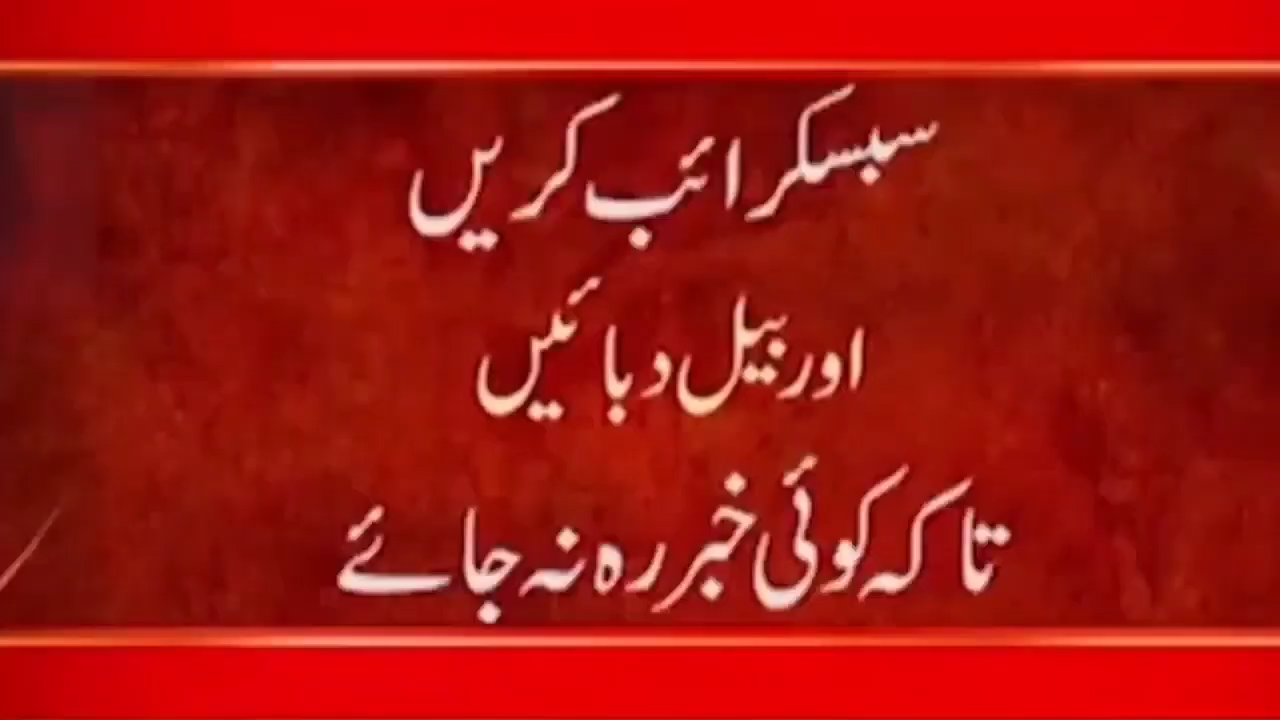 سبسکرائب کریں
اور بیل دبائیں
تاکہ کوئی خبر رہ نہ جائے